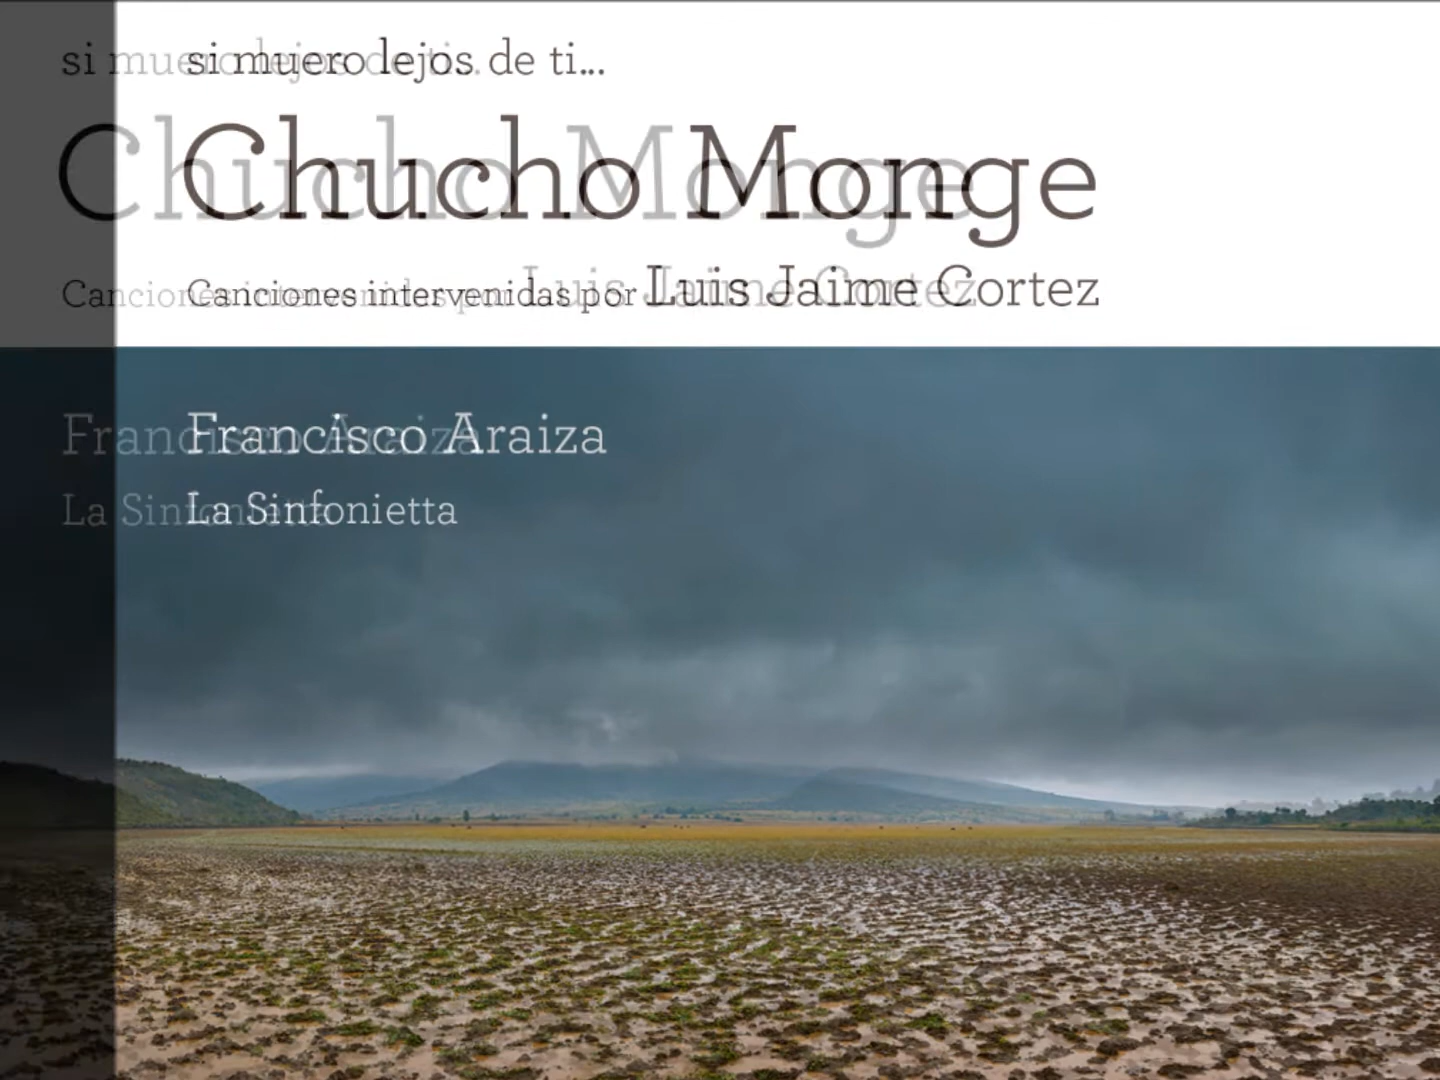 si muero lejos de ti...
Chucho Monge
Canciones intervenidas por Luis Jaime Cortez
Francisco Araiza
La Sinfonietta